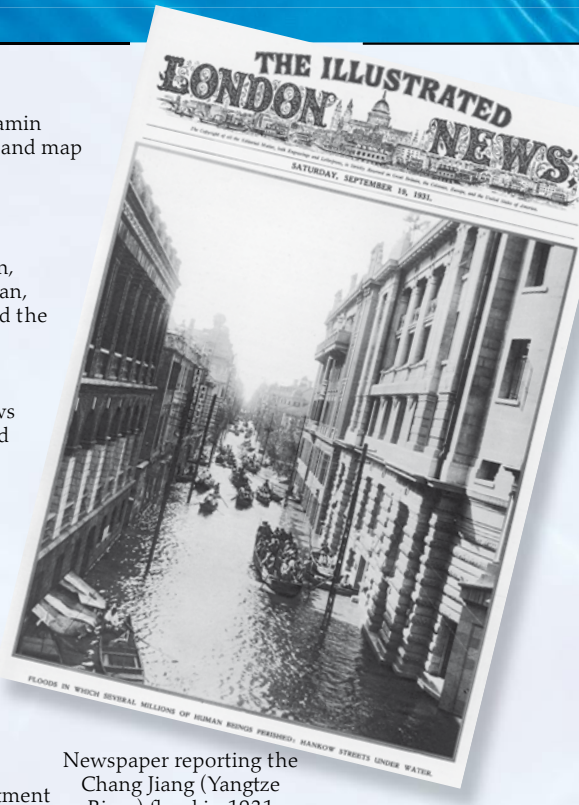 amin
and map
n,
an,
d the
ws
d
THE ILLUSTRATED
LONDON NEWS
SATURDAY, SEPTEMBER 19, 1931.
FLOODS IN WHICH SEVERAL MILLIONS OF HUMAN BEINGS PERISHED: HANKOW STREETS UNDER WATER.
Newspaper reporting the
Chang Jiang (Yangtze
tment